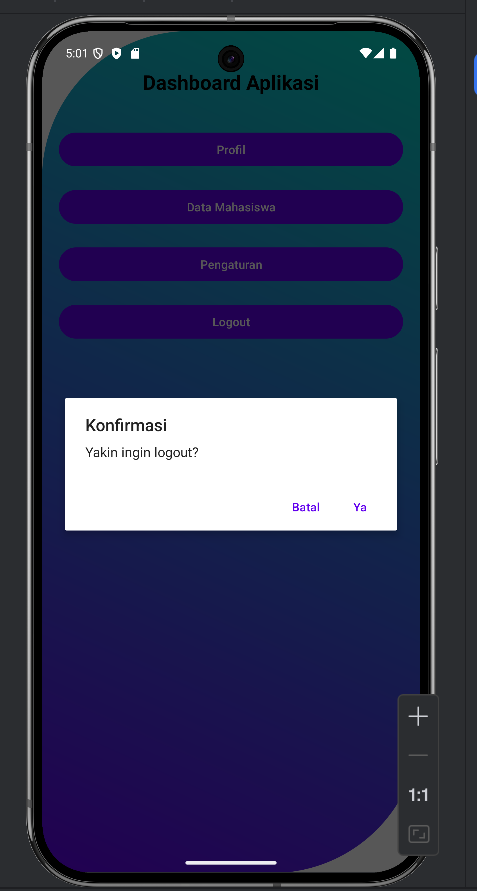 5:01
Dashboard Aplikasi
Profil
Data Mahasiswa
Pengaturan
Logout
Konfirmasi
Yakin ingin logout?
Batal Ya
1:1